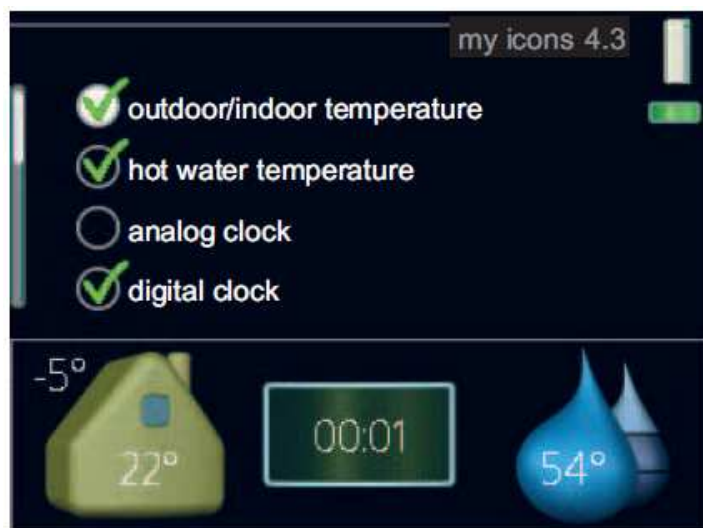 my icons 4.3
outdoor/indoor temperature
hot water temperature
analog clock
digital clock
-5°
22°
00:01
54°